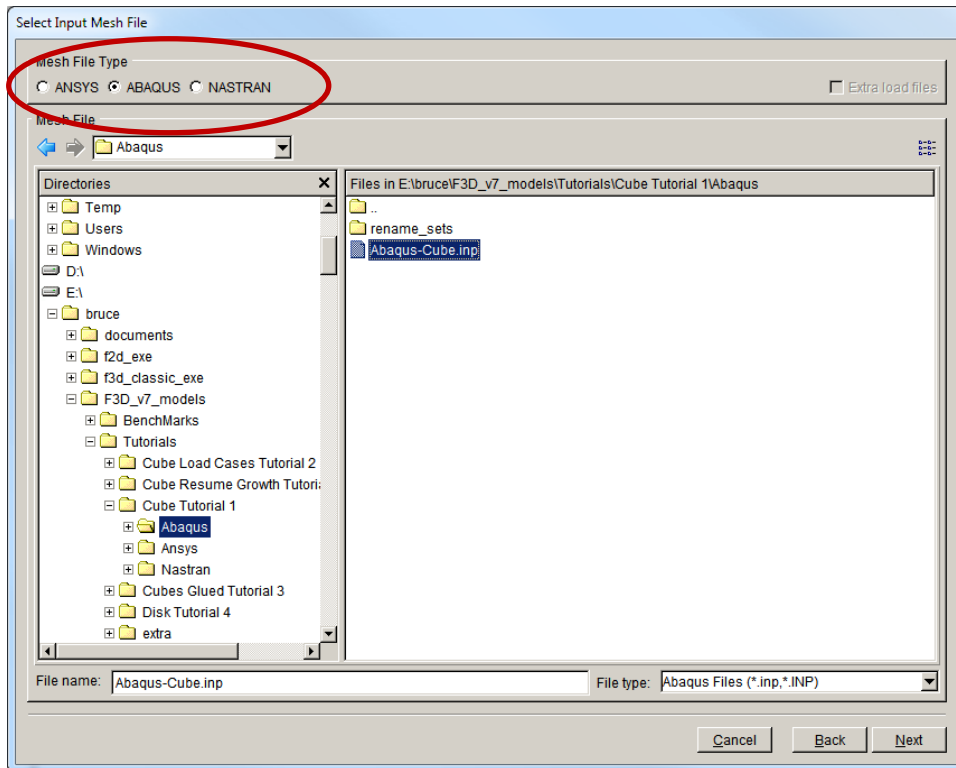 Select Input Mesh File
Mesh File Type
ANSYS ABAQUS NASTRAN Extra load files
Mesh File
Abaqus
Directories
Files in E:\bruce\F3D_v7_models\Tutorials\Cube Tutorial 1\Abaqus
Temp
Users
Windows
D:\
E:\
bruce
documents
f2d_exe
f3d_classic_exe
F3D_v7_models
BenchMarks
Tutorials
Cube Load Cases Tutorial 2
Cube Resume Growth Tutoria
Cube Tutorial 1
Abaqus
Ansys
Nastran
Cubes Glued Tutorial 3
Disk Tutorial 4
extra
..
rename_sets
Abaqus-Cube.inp
File name: Abaqus-Cube.inp File type: Abaqus Files (*.inp,*.INP)
Cancel Back Next